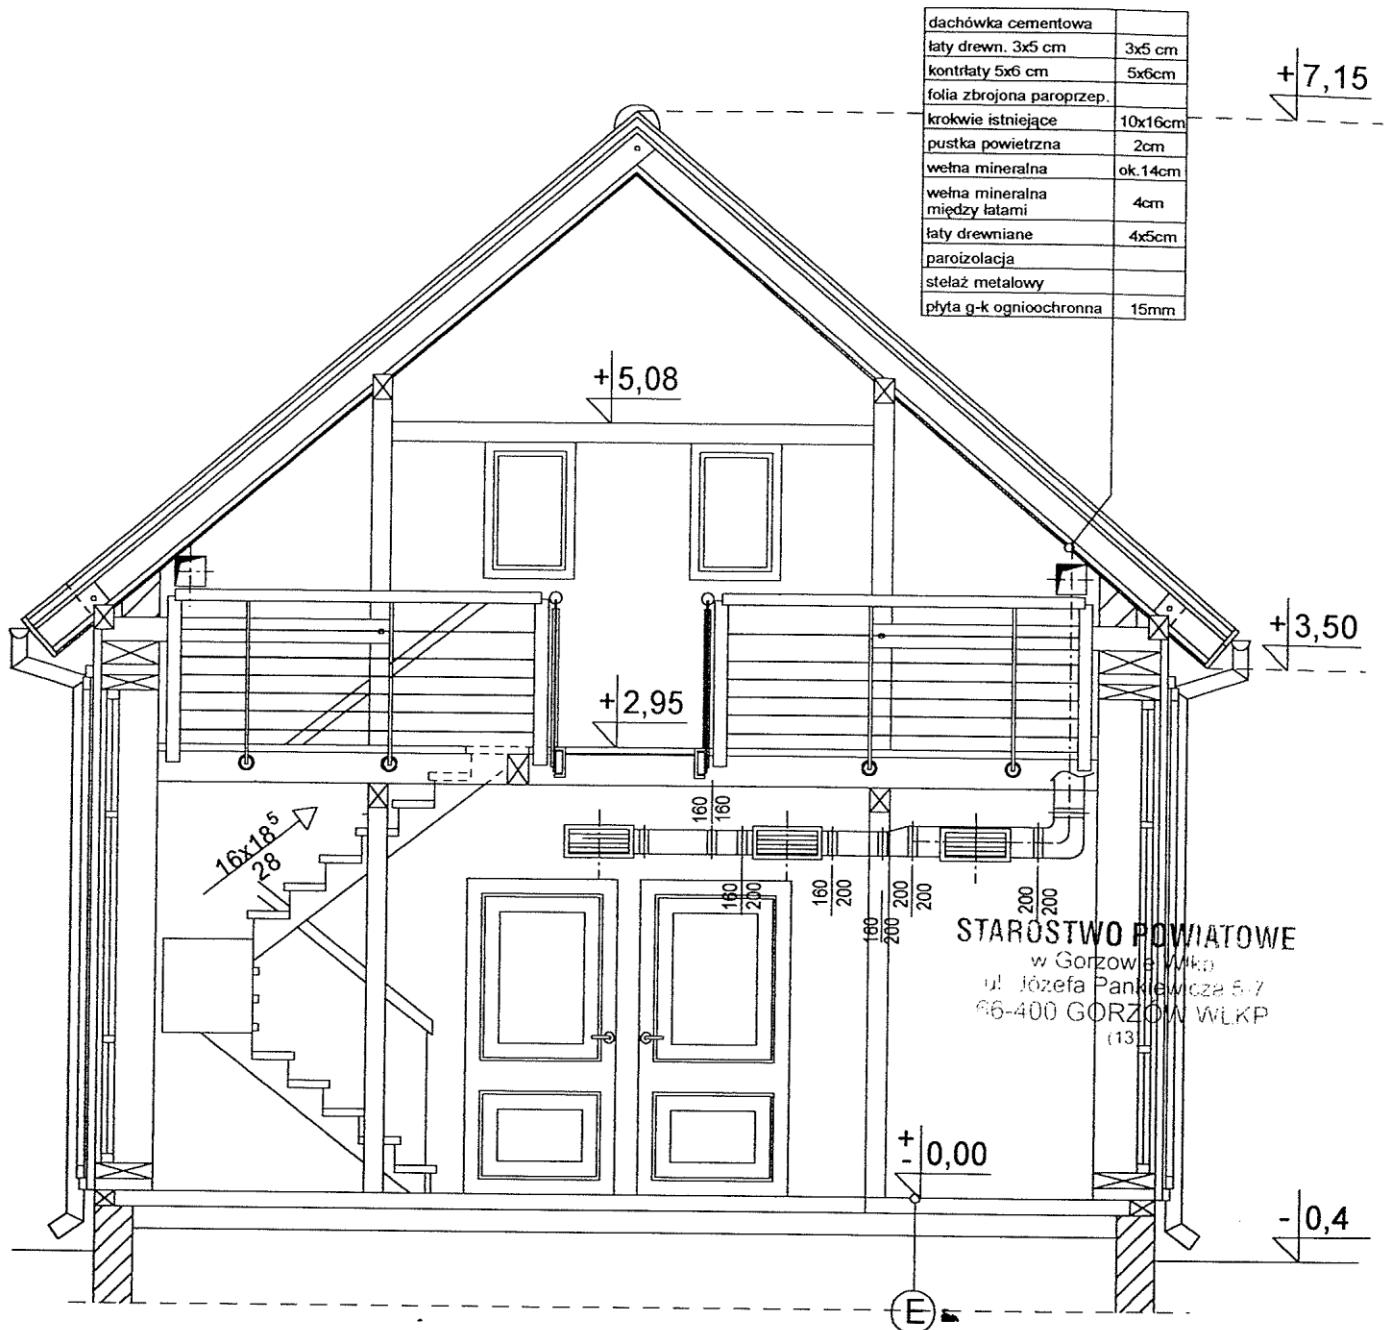 dachówka cementowa
łaty drewn. 3x5 cm 3x5 cm
kontrłaty 5x6 cm 5x6cm
folia zbrojona paroprzep.
krokwie istniejące 10x16cm
pustka powietrzna 2cm
wełna mineralna ok.14cm
wełna mineralna
między łatami 4cm
łaty drewniane 4x5cm
paroizolacja
stelaż metalowy
płyta g-k ognioochronna 15mm
+7,15
+5,08
+3,50
+2,95
16x18⁵
28
160
160
160
200
160
200
160
200
200
200
200
200
STAROSTWO POWIATOWE
w Gorzowie Wlkp
ul. Józefa Pankiewicza 5-7
66-400 GORZÓW WLKP
(13)
+
- 0,00
- 0,4
E